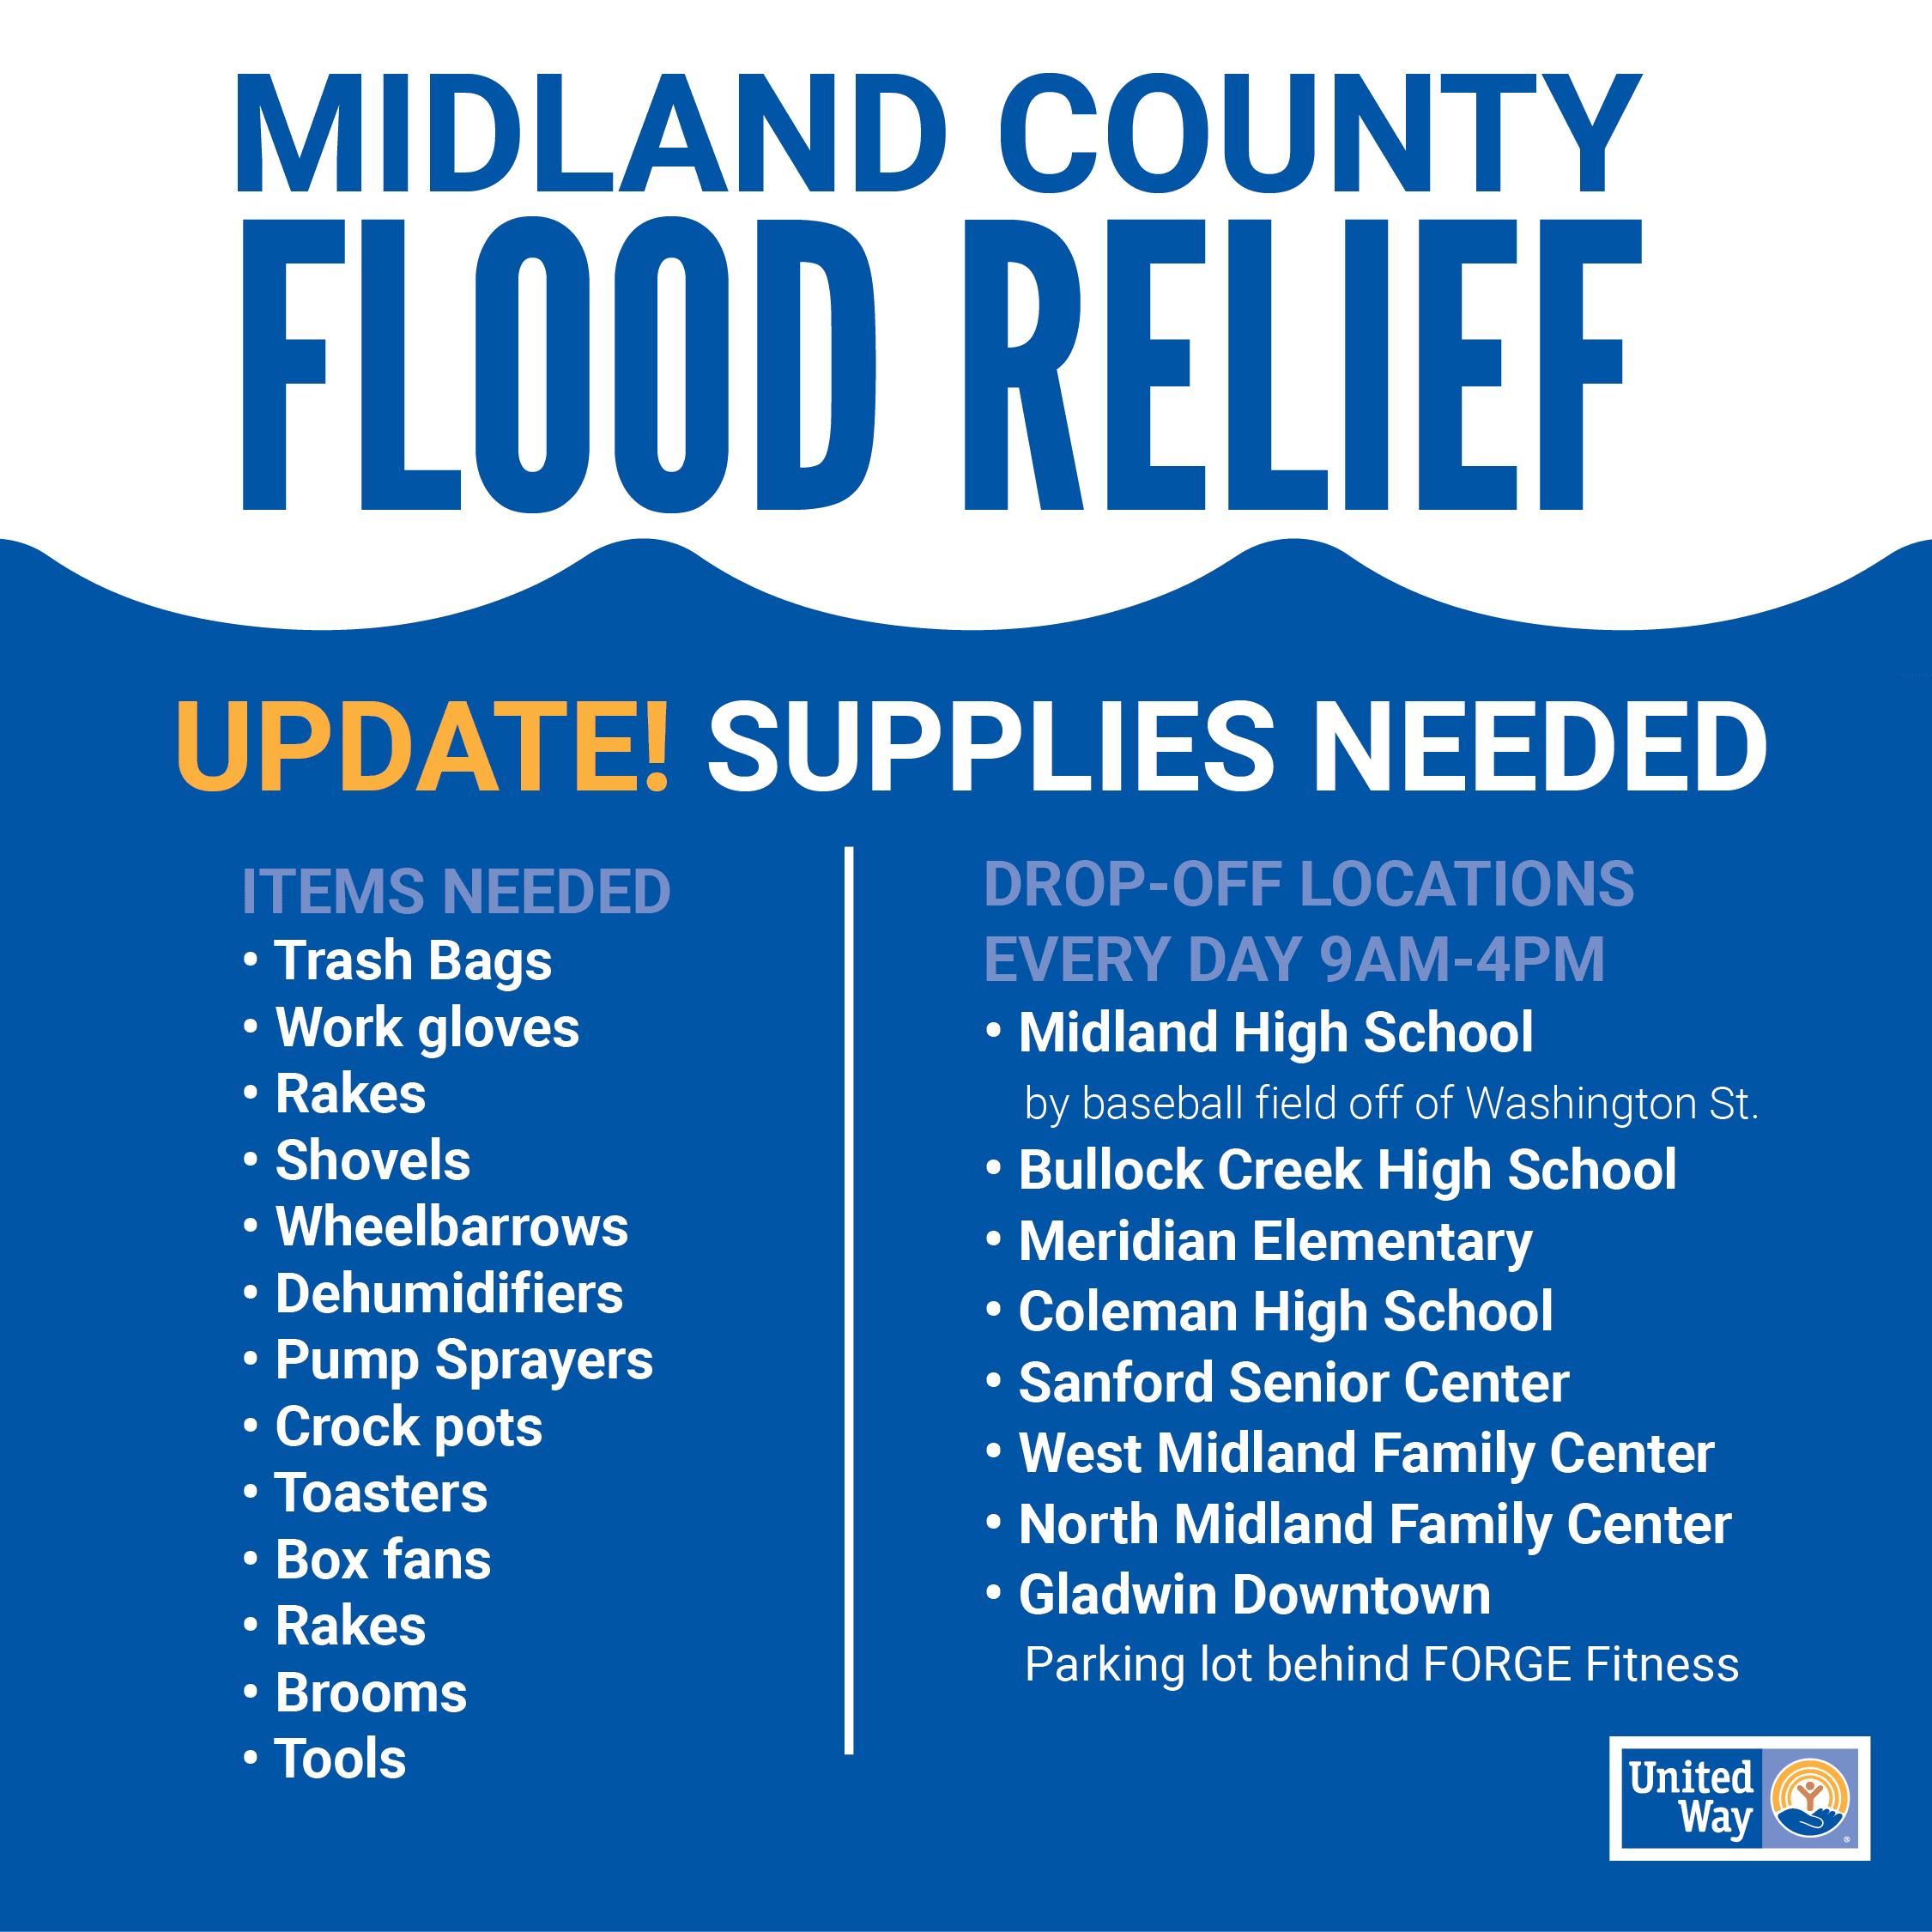 MIDLAND COUNTY
FLOOD RELIEF
UPDATE! SUPPLIES NEEDED
ITEMS NEEDED
• Trash Bags
• Work gloves
• Rakes
• Shovels
• Wheelbarrows
• Dehumidifiers
• Pump Sprayers
• Crock pots
• Toasters
• Box fans
• Rakes
• Brooms
• Tools
DROP-OFF LOCATIONS
EVERY DAY 9AM-4PM
• Midland High School
by baseball field off of Washington St.
• Bullock Creek High School
• Meridian Elementary
• Coleman High School
• Sanford Senior Center
• West Midland Family Center
• North Midland Family Center
• Gladwin Downtown
Parking lot behind FORGE Fitness
United
Way
®